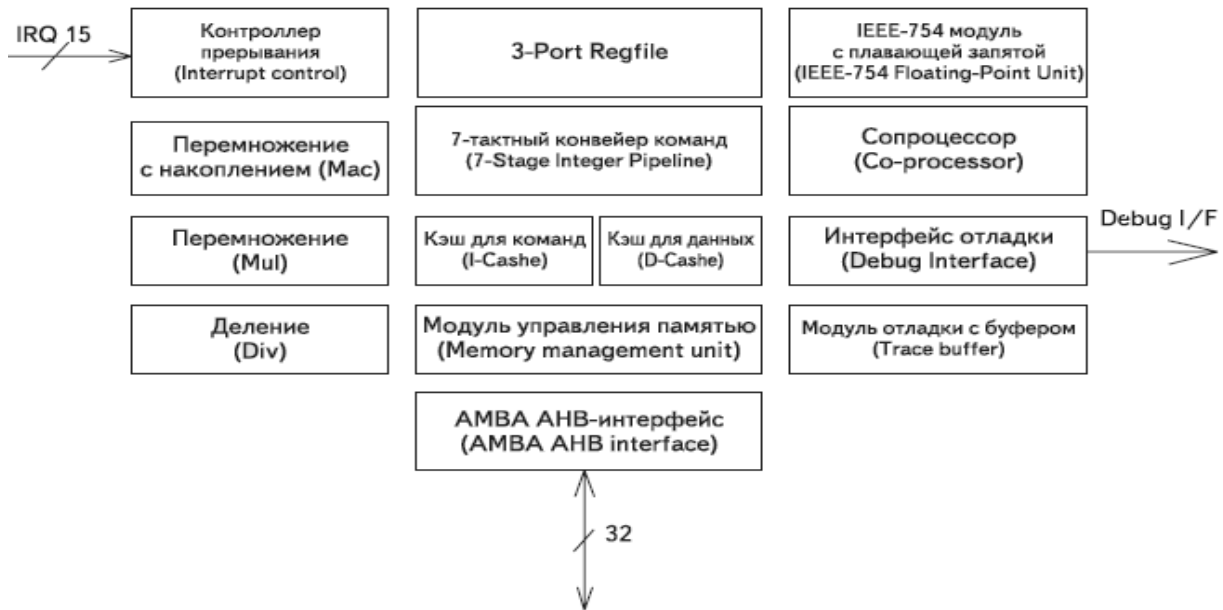 IRQ 15
Контроллер
прерывания
(Interrupt control)
3-Port Regfile
IEEE-754 модуль
с плавающей запятой
(IEEE-754 Floating-Point Unit)
Перемножение
с накоплением (Mac)
7-тактный конвейер команд
(7-Stage Integer Pipeline)
Сопроцессор
(Co-processor)
Перемножение
(Mul)
Кэш для команд
(I-Cashe)
Кэш для данных
(D-Cashe)
Интерфейс отладки
(Debug Interface)
Debug I/F
Деление
(Div)
Модуль управления памятью
(Memory management unit)
Модуль отладки с буфером
(Trace buffer)
AMBA AHB-интерфейс
(AMBA AHB interface)
32